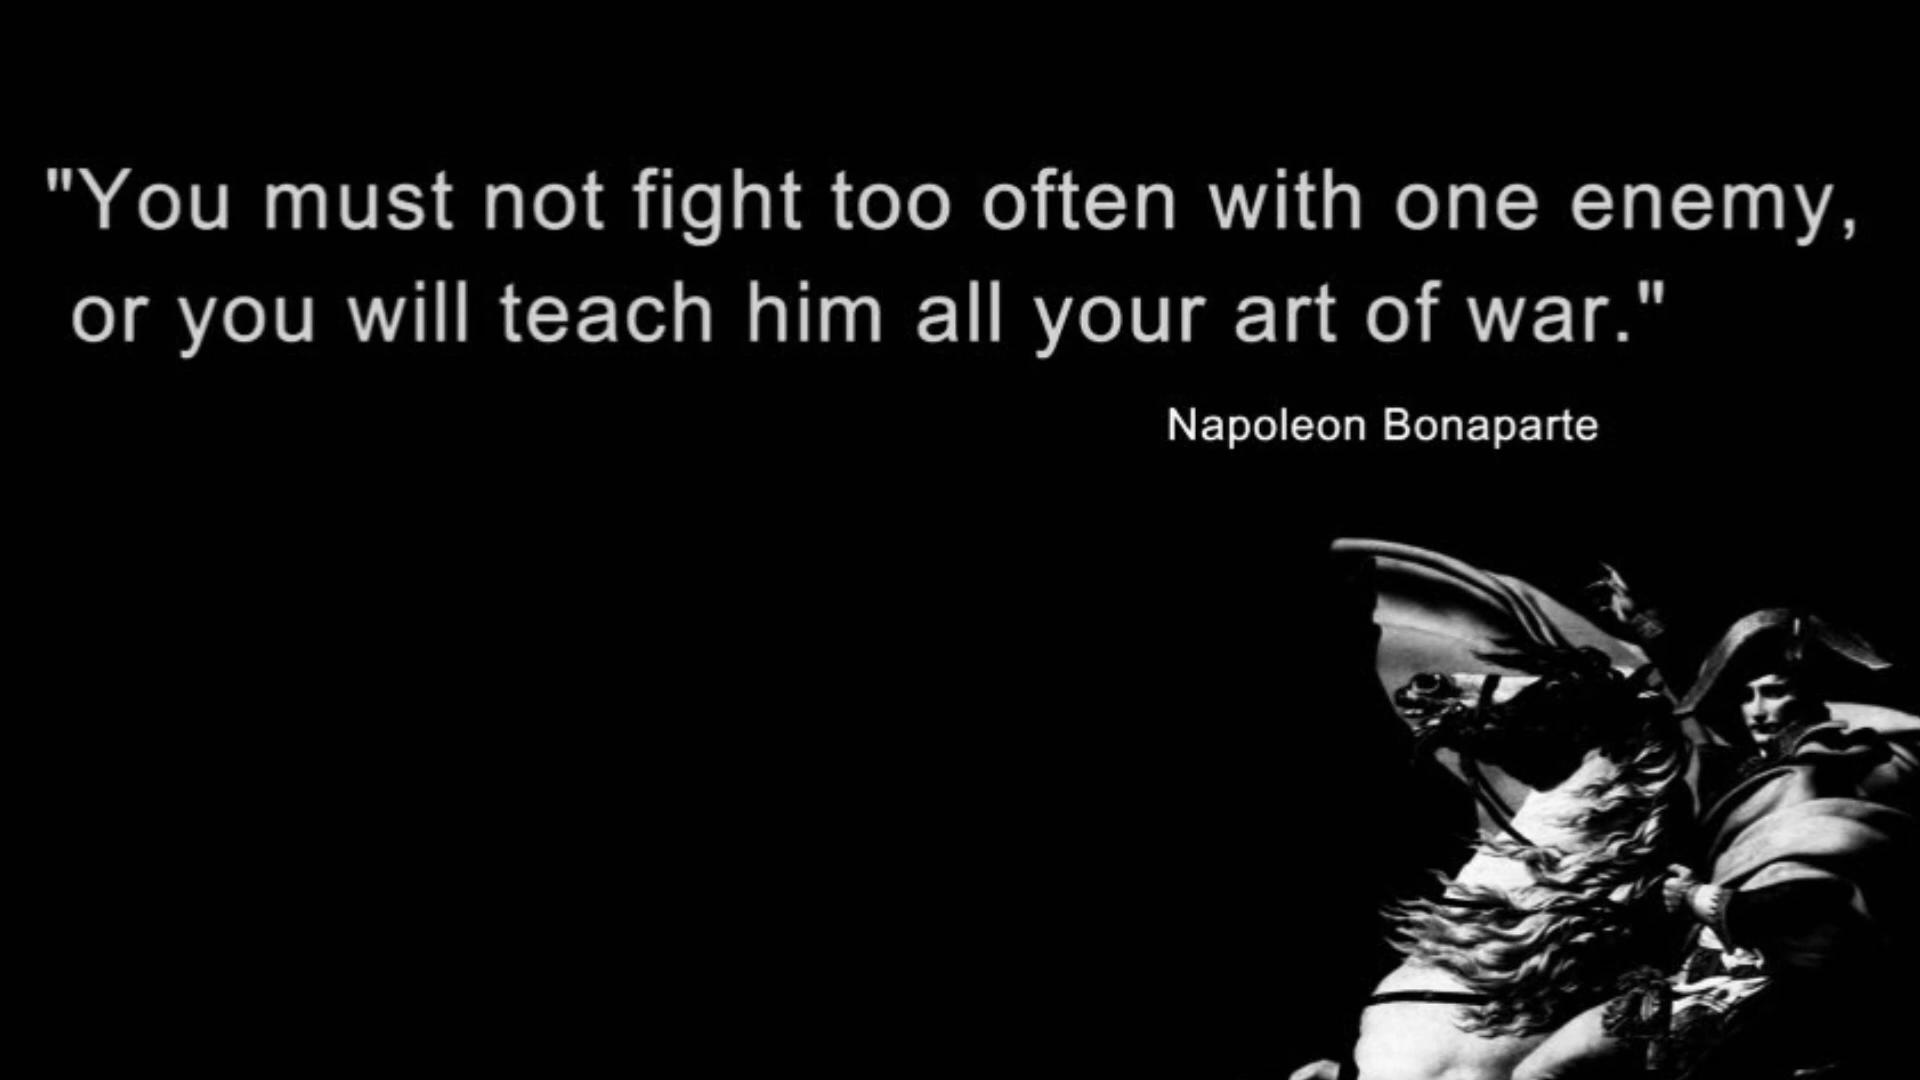 "You must not fight too often with one enemy,
or you will teach him all your art of war."
Napoleon Bonaparte